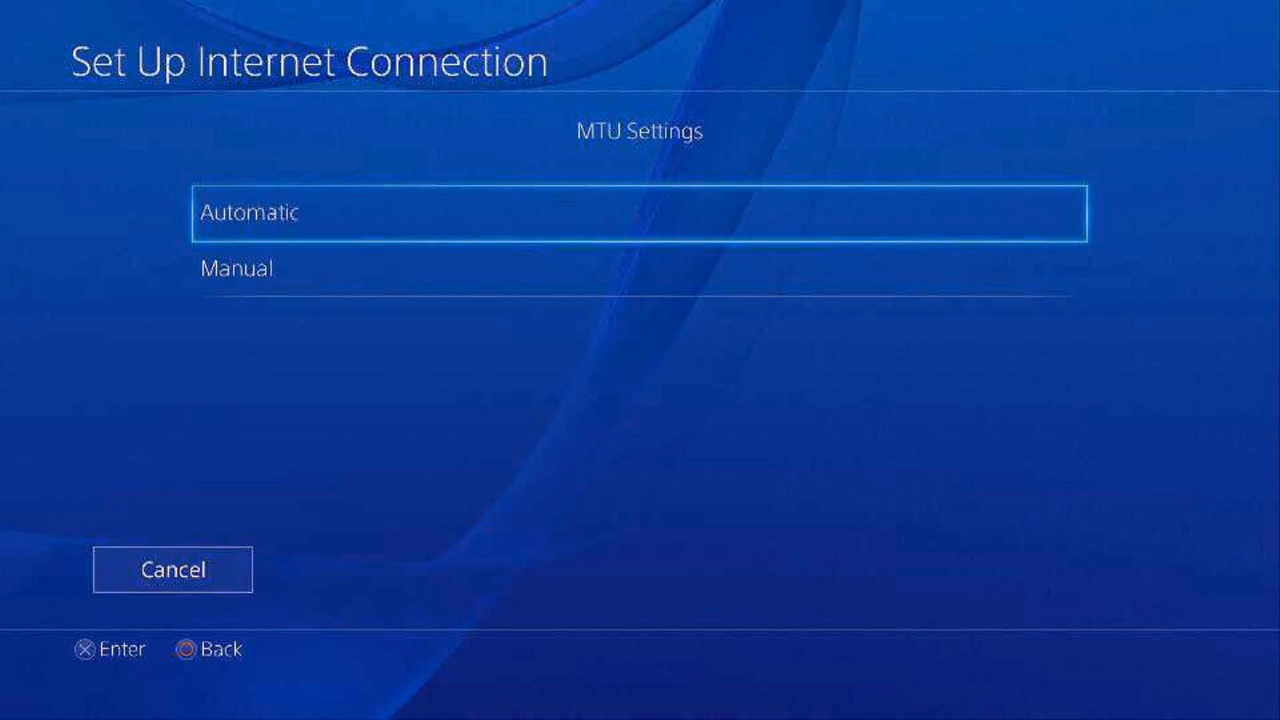 Set Up Internet Connection
MTU Settings
Automatic
Manual
Cancel
Enter Back